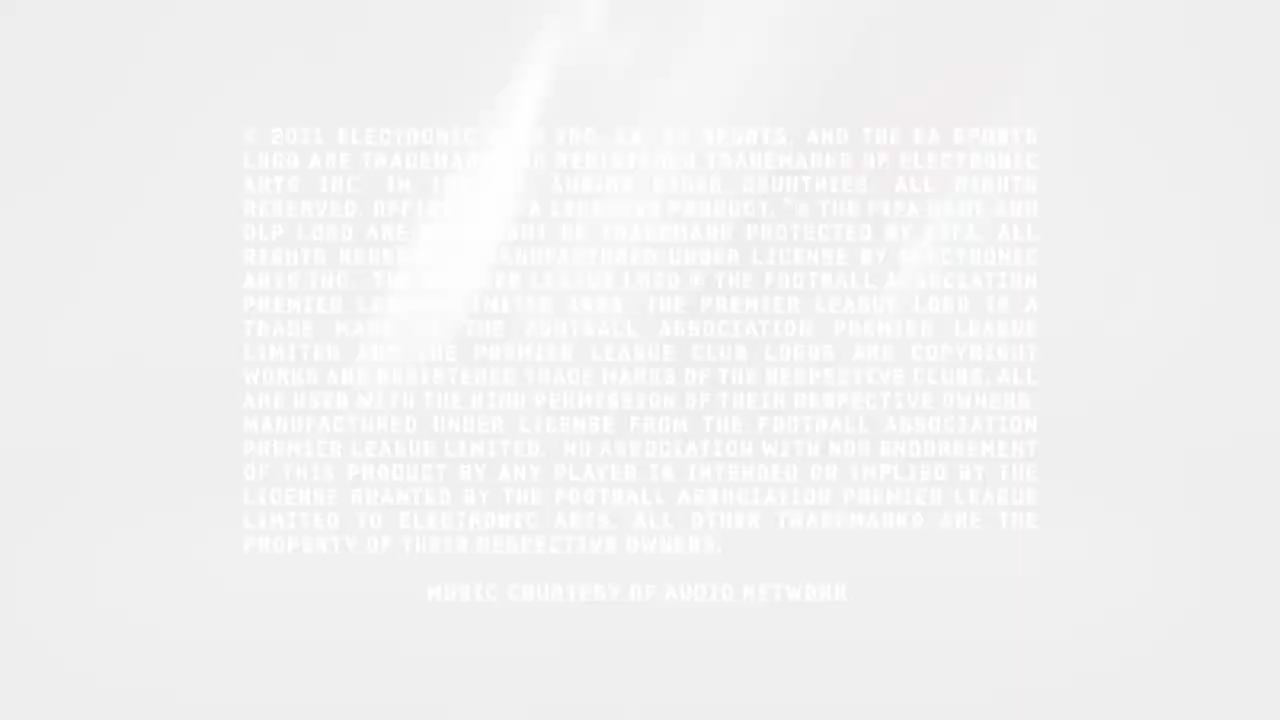 © 2011 ELECTRONIC INC. EA, EA SPORTS, AND THE EA SPORTS
LOGO ARE TRADEMARKS OR REGISTERED TRADEMARKS OF ELECTRONIC
ARTS INC. IN THE AND/OR OTHER COUNTRIES. ALL RIGHTS
RESERVED. OFFICIAL FIFA LICENSED PRODUCT. "© THE FIFA NAME AND
OLP LOGO ARE COPYRIGHT OR TRADEMARK PROTECTED BY FIFA. ALL
RIGHTS RESERVED. MANUFACTURED UNDER LICENSE BY ELECTRONIC
ARTS INC. THE PREMIER LEAGUE LOGO © THE FOOTBALL ASSOCIATION
PREMIER LEAGUE LIMITED THE PREMIER LEAGUE LOGO IS A
TRADE MARK OF THE FOOTBALL ASSOCIATION PREMIER LEAGUE
LIMITED AND THE PREMIER LEAGUE CLUB LOGOS ARE COPYRIGHT
WORKS AND REGISTERED TRADE MARKS OF THE RESPECTIVE CLUBS. ALL
ARE USED WITH THE KIND PERMISSION OF THEIR RESPECTIVE OWNERS.
MANUFACTURED UNDER LICENSE FROM THE FOOTBALL ASSOCIATION
PREMIER LEAGUE LIMITED. NO ASSOCIATION WITH NOR ENDORSEMENT
OF THIS PRODUCT BY ANY PLAYER IS INTENDED OR IMPLIED BY THE
LICENSE GRANTED BY THE FOOTBALL ASSOCIATION PREMIER LEAGUE
LIMITED TO ELECTRONIC ARTS. ALL OTHER TRADEMARKS ARE THE
PROPERTY OF THEIR RESPECTIVE OWNERS.
MUSIC COURTESY OF AUDIO NETWORK